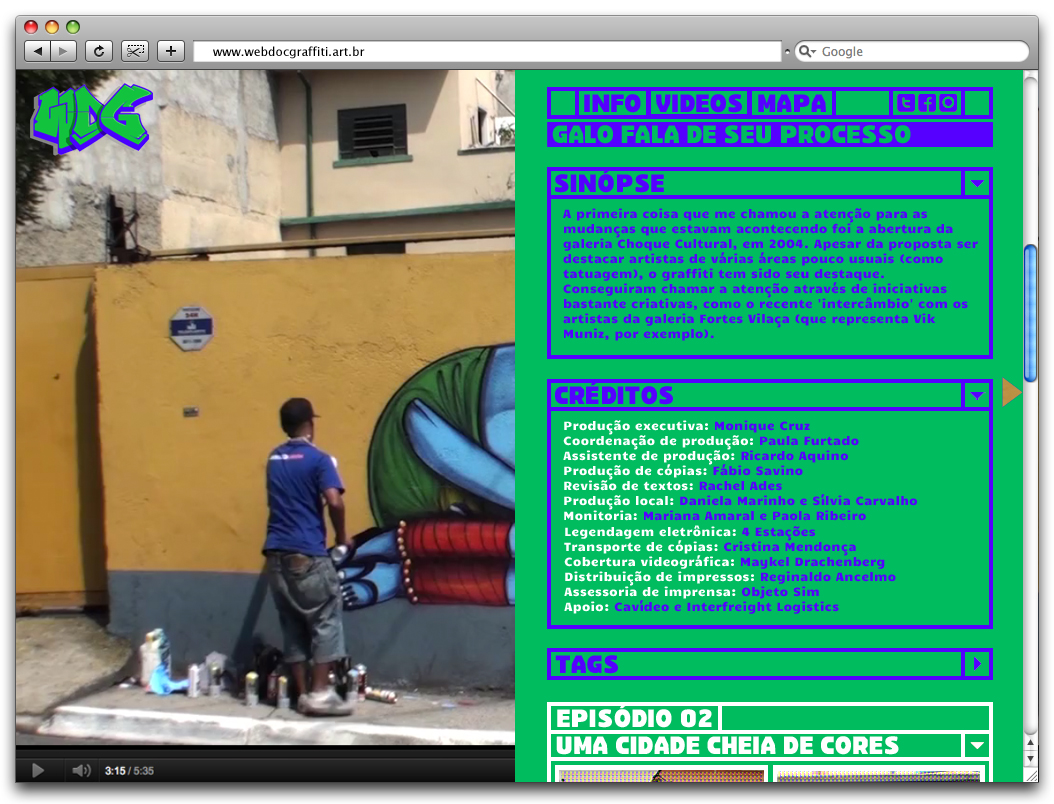 www.webdocgraffiti.art.br
Google
WDG
INFO VIDEOS MAPA
GALO FALA DE SEU PROCESSO
SINÓPSE
A primeira coisa que me chamou a atenção para as
mudanças que estavam acontecendo foi a abertura da
galeria Choque Cultural, em 2004. Apesar da proposta ser
destacar artistas de várias áreas pouco usuais (como
tatuagem), o graffiti tem sido seu destaque.
Conseguiram chamar a atenção através de iniciativas
bastante criativas, como o recente 'intercâmbio' com os
artistas da galeria Fortes Vilaça (que representa Vik
Muniz, por exemplo).
CRÉDITOS
Produção executiva: Monique Cruz
Coordenação de produção: Paula Furtado
Assistente de produção: Ricardo Aquino
Produção de cópias: Fábio Savino
Revisão de textos: Rachel Ades
Produção local: Daniela Marinho e Sílvia Carvalho
Monitoria: Mariana Amaral e Paola Ribeiro
Legendagem eletrônica: 4 Estações
Transporte de cópias: Cristina Mendonça
Cobertura videográfica: Maykel Drachenberg
Distribuição de impressos: Reginaldo Ancelmo
Assessoria de imprensa: Objeto Sim
Apoio: Cavídeo e Interfreight Logistics
TAGS
EPISÓDIO 02
UMA CIDADE CHEIA DE CORES
3:15 / 5:35